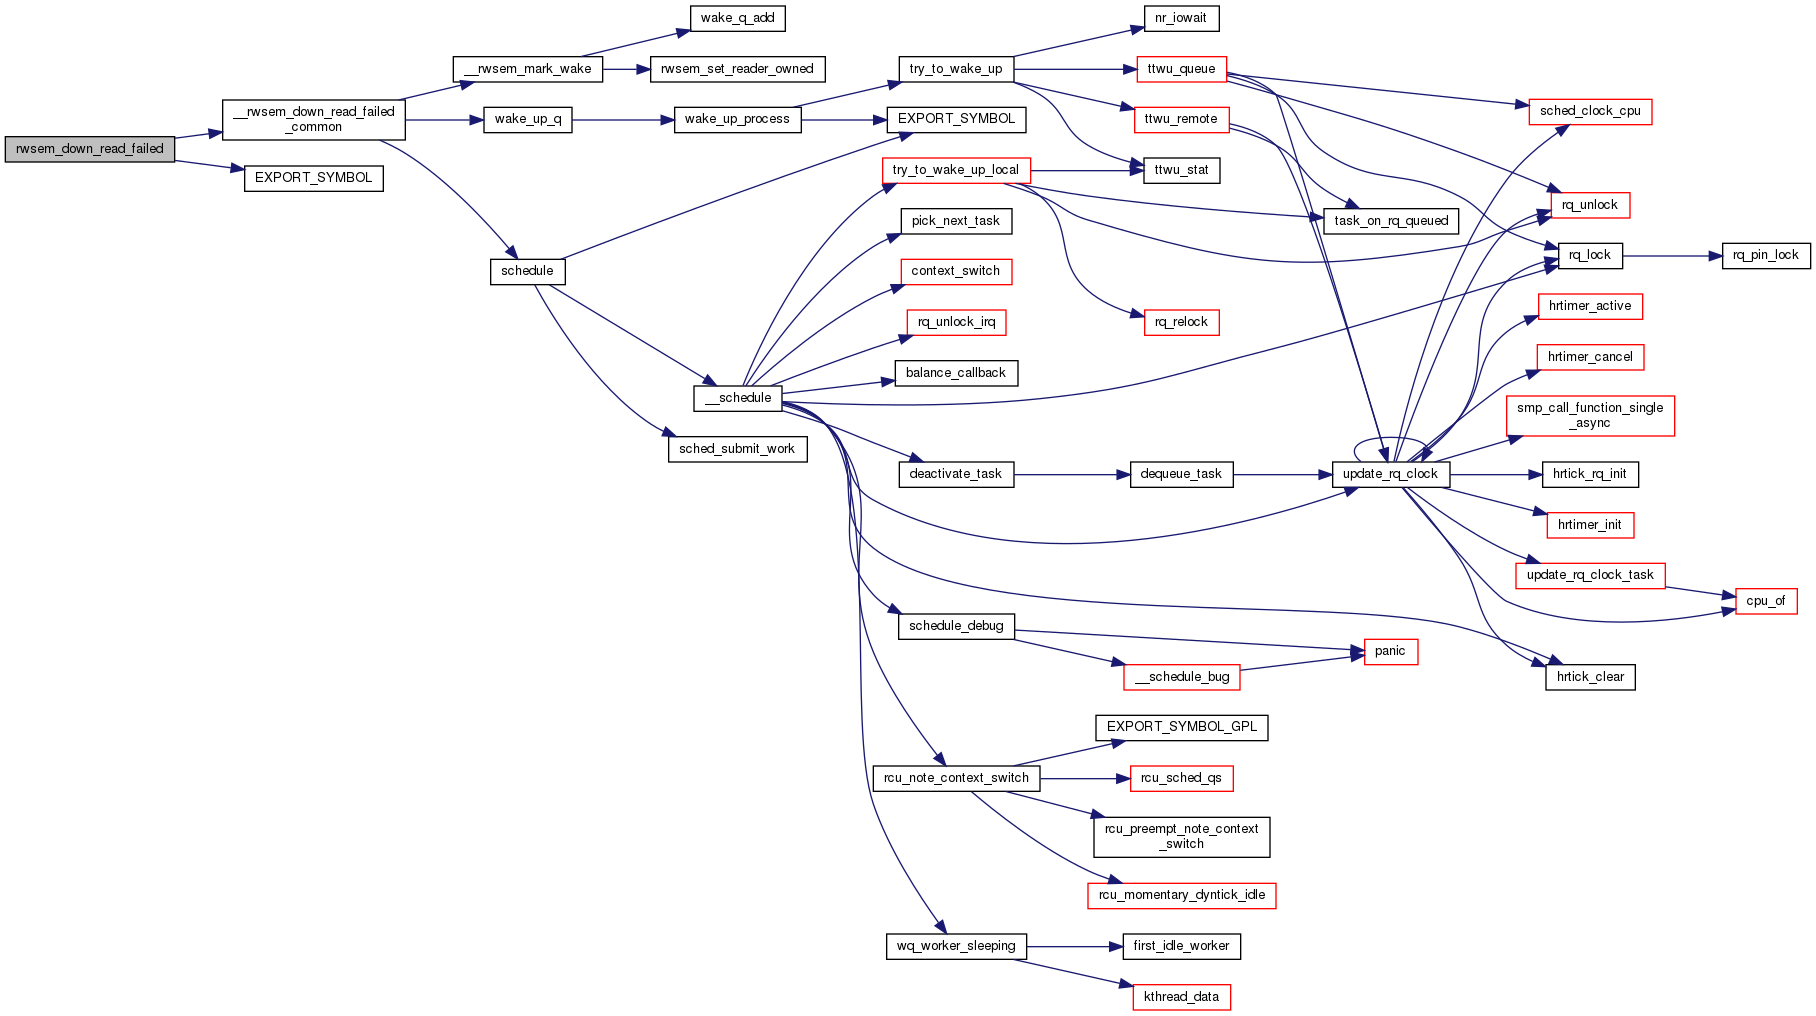 rwsem_down_read_failed
__rwsem_down_read_failed
_common
EXPORT_SYMBOL
__rwsem_mark_wake
wake_up_q
schedule
wake_q_add
rwsem_set_reader_owned
wake_up_process
__schedule
sched_submit_work
try_to_wake_up
EXPORT_SYMBOL
try_to_wake_up_local
pick_next_task
context_switch
rq_unlock_irq
balance_callback
deactivate_task
schedule_debug
rcu_note_context_switch
wq_worker_sleeping
nr_iowait
ttwu_queue
ttwu_remote
ttwu_stat
rq_relock
dequeue_task
__schedule_bug
EXPORT_SYMBOL_GPL
rcu_sched_qs
rcu_preempt_note_context
_switch
rcu_momentary_dyntick_idle
first_idle_worker
kthread_data
task_on_rq_queued
update_rq_clock
panic
sched_clock_cpu
rq_unlock
rq_lock
hrtimer_active
hrtimer_cancel
smp_call_function_single
_async
hrtick_rq_init
hrtimer_init
update_rq_clock_task
hrtick_clear
rq_pin_lock
cpu_of